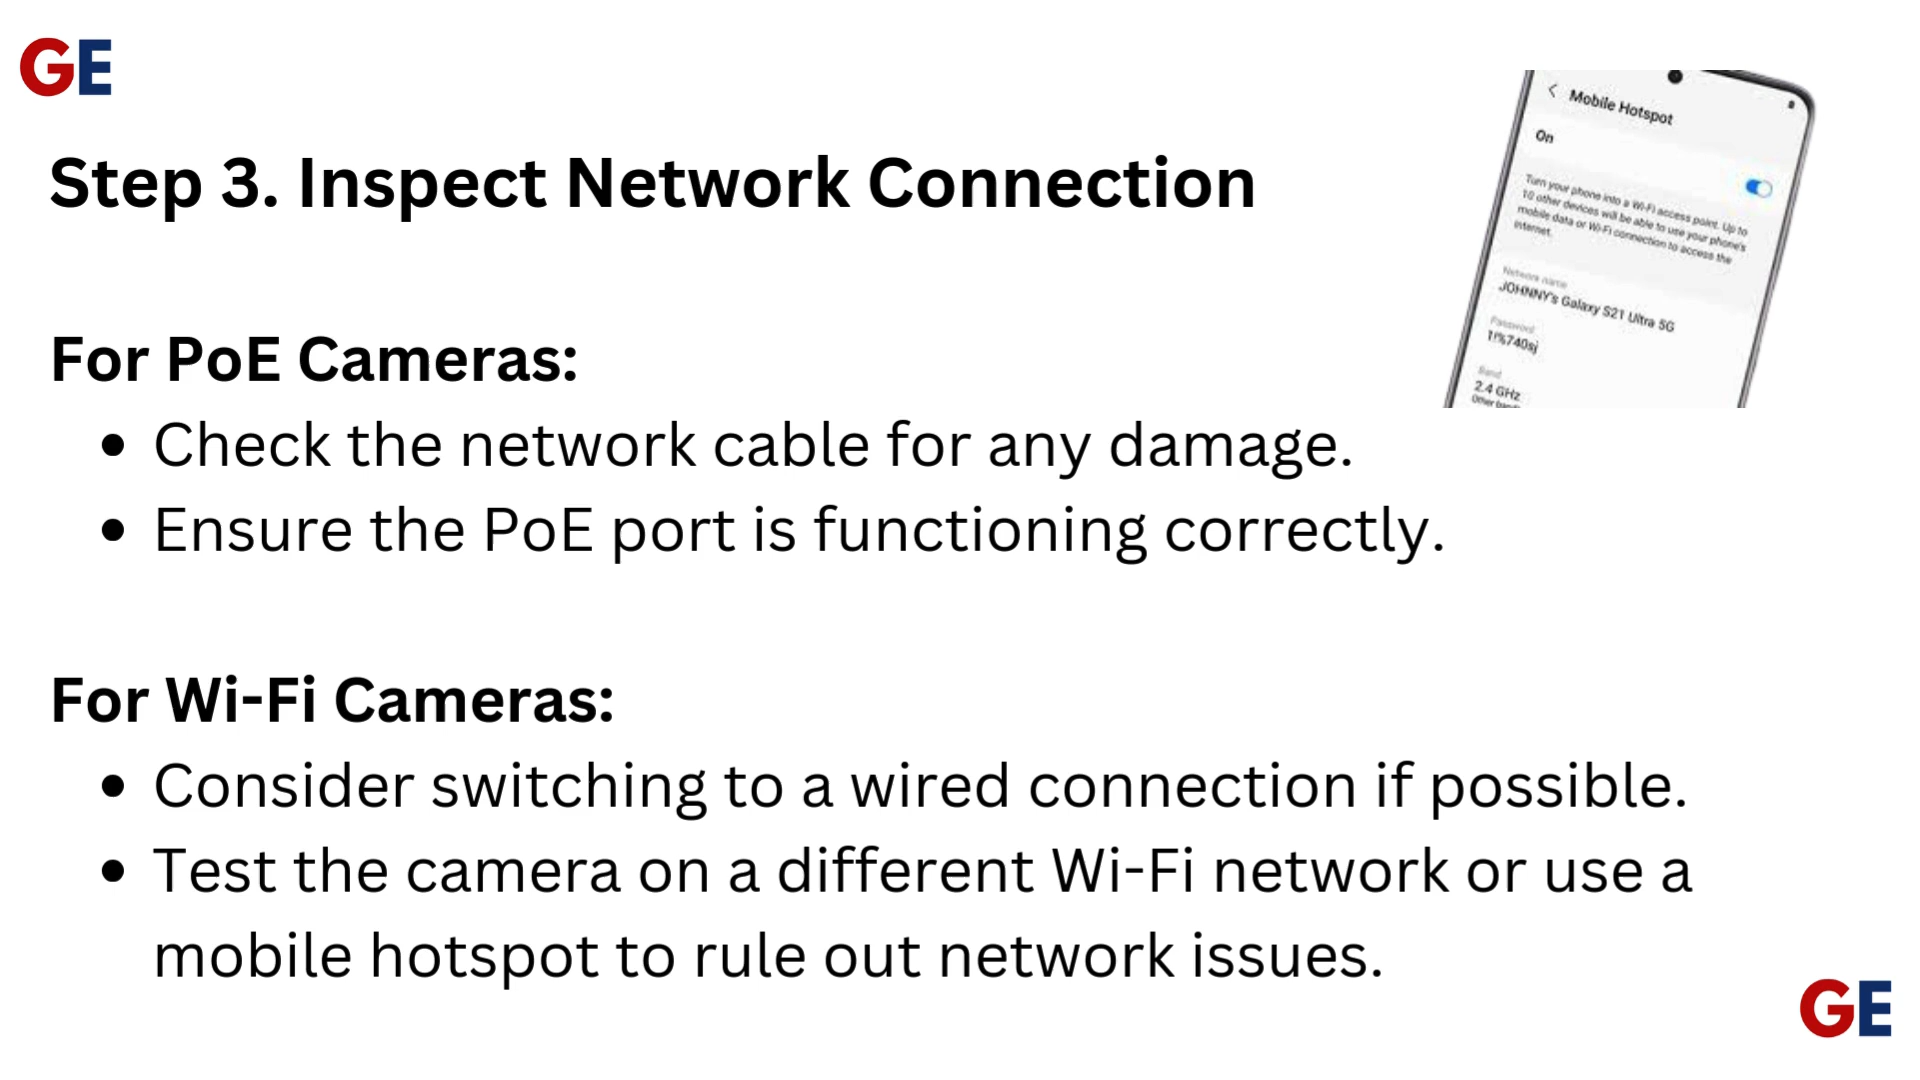 GE
Step 3. Inspect Network Connection
For PoE Cameras:
• Check the network cable for any damage.
• Ensure the PoE port is functioning correctly.
For Wi-Fi Cameras:
• Consider switching to a wired connection if possible.
• Test the camera on a different Wi-Fi network or use a
mobile hotspot to rule out network issues.
Mobile Hotspot
On
Turn your phone into a Wi-Fi access point. Up to
10 other devices will be able to use your phone's
mobile data or Wi-Fi connection to access the
internet.
Network name
JOHNNY's Galaxy S21 Ultra 5G
Password
Band
2.4 GHz
GE